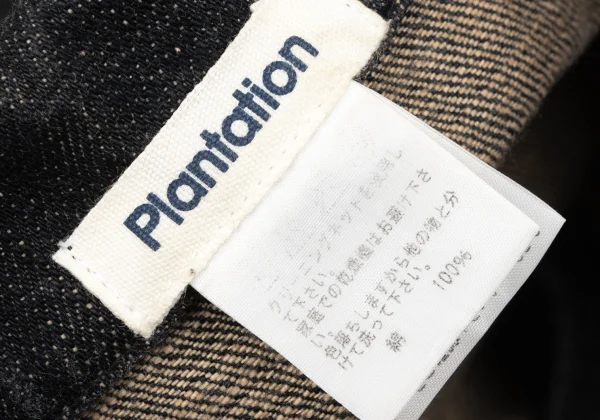 Plantation
クリーニングネットを使用し
て下さい。
家庭での乾燥機はお避け下さ
い。
色落ちしますから他の物と分
けて洗って下さい。
綿 100%